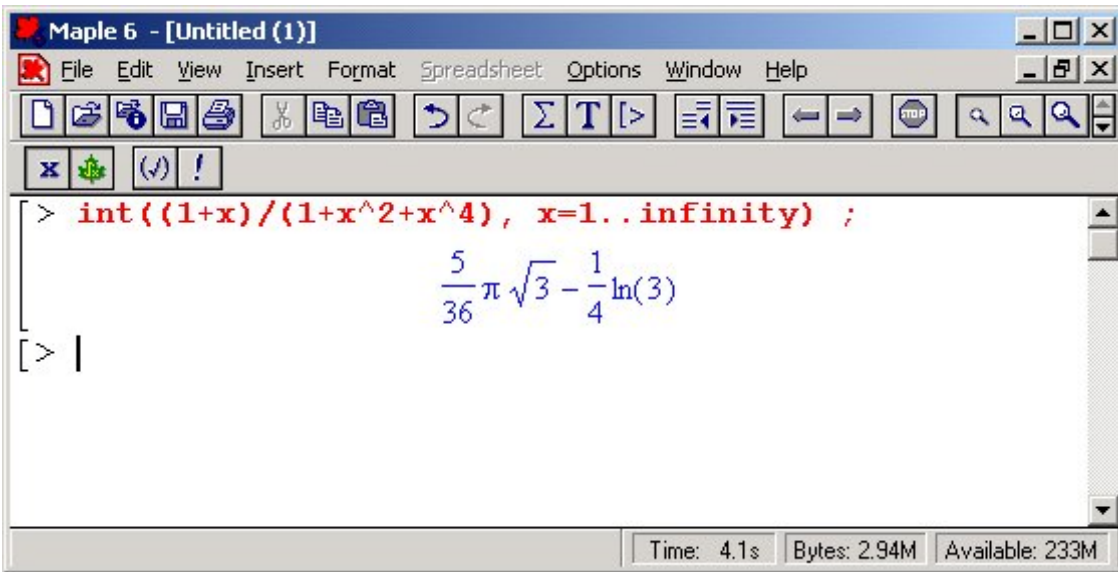 Maple 6 - [Untitled (1)]
File Edit View Insert Format Spreadsheet Options Window Help
Σ T [> STOP
x (√) !
[> int((1+x)/(1+x^2+x^4), x=1..infinity) ;
5/36 π √3 − 1/4 ln(3)
[>
Time: 4.1s Bytes: 2.94M Available: 233M